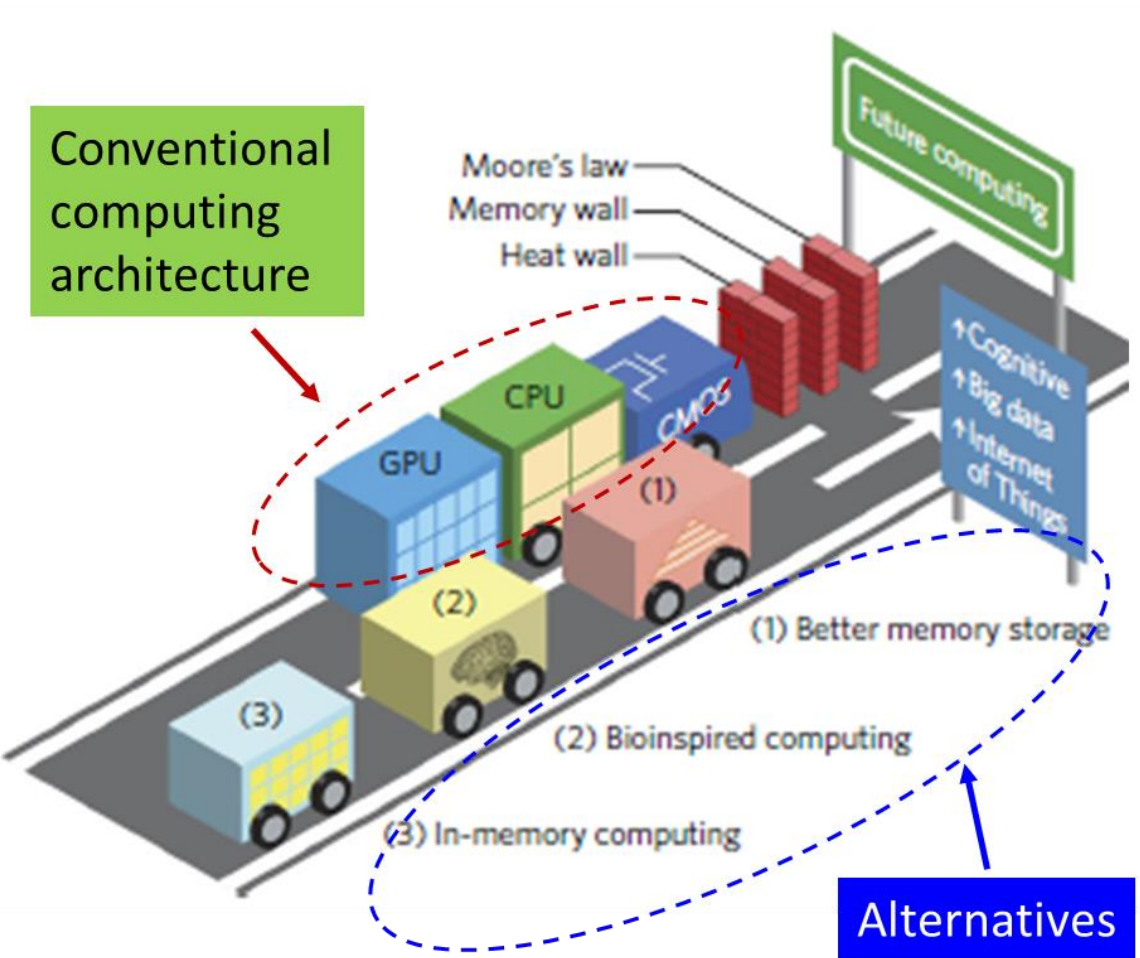 Conventional
computing
architecture
Moore's law
Memory wall
Heat wall
Future computing
↑Cognitive
↑Big data
↑Internet
of Things
CMOS
CPU
GPU
(1)
(2)
(3)
(1) Better memory storage
(2) Bioinspired computing
(3) In-memory computing
Alternatives